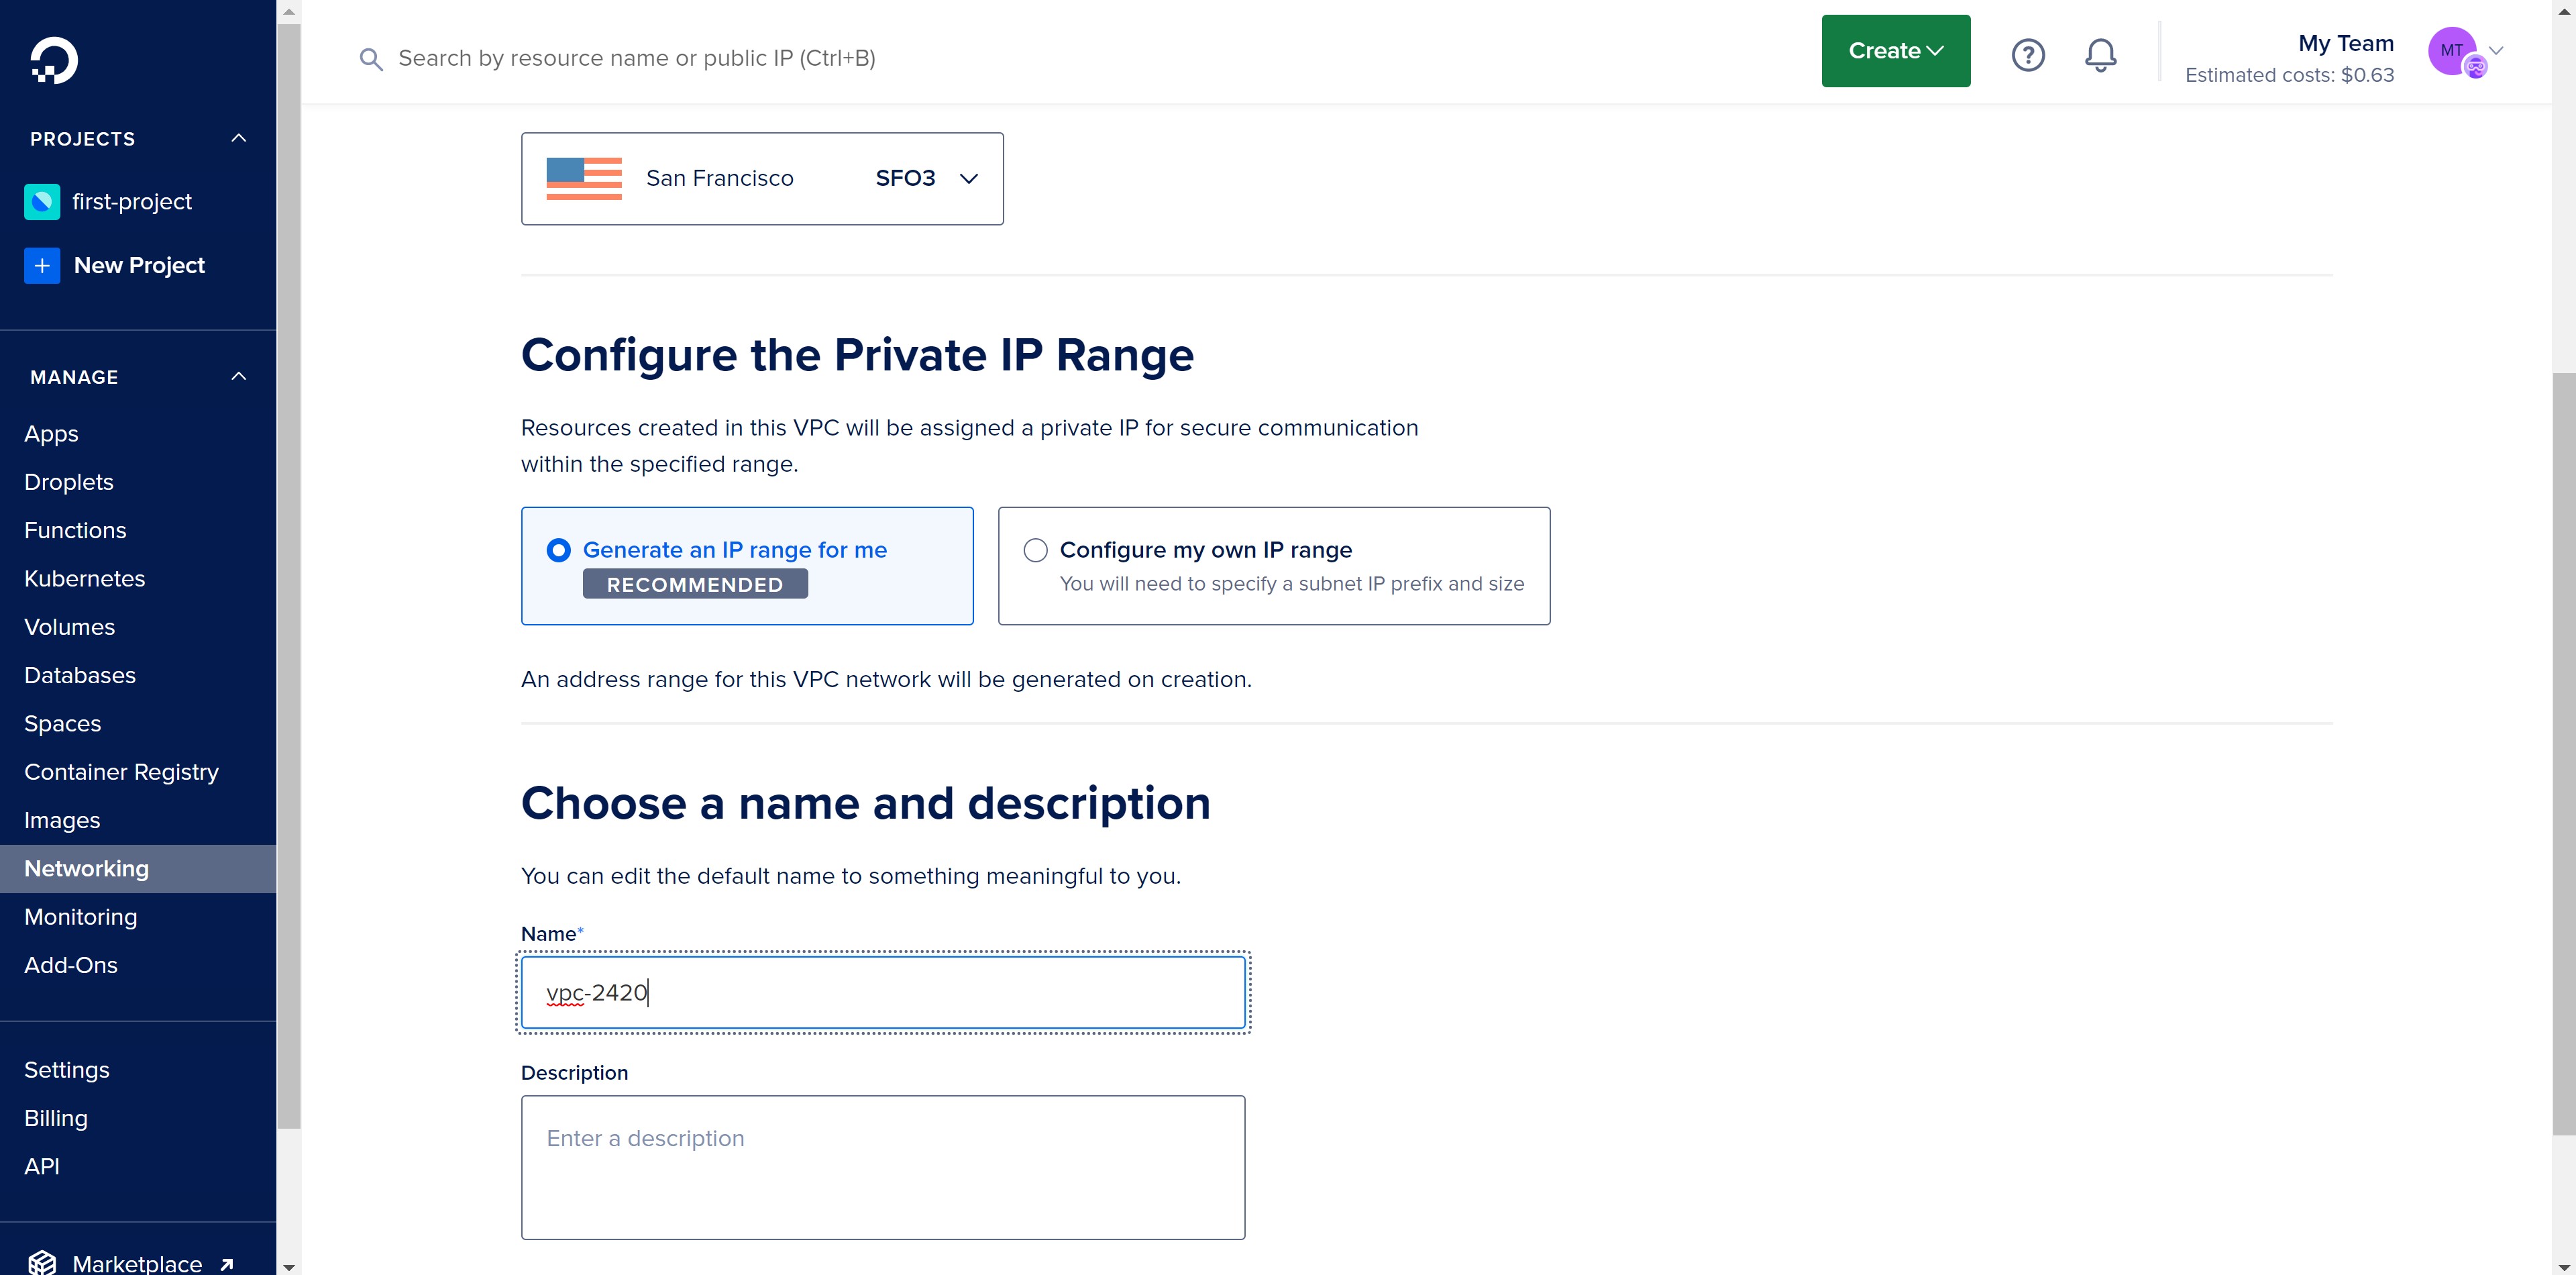 PROJECTS
first-project
New Project
MANAGE
Apps
Droplets
Functions
Kubernetes
Volumes
Databases
Spaces
Container Registry
Images
Networking
Monitoring
Add-Ons
Settings
Billing
API
Marketplace
Search by resource name or public IP (Ctrl+B)
Create
My Team
Estimated costs: $0.63
MT
San Francisco SFO3
Configure the Private IP Range
Resources created in this VPC will be assigned a private IP for secure communication
within the specified range.
Generate an IP range for me
RECOMMENDED
Configure my own IP range
You will need to specify a subnet IP prefix and size
An address range for this VPC network will be generated on creation.
Choose a name and description
You can edit the default name to something meaningful to you.
Name*
vpc-2420
Description
Enter a description